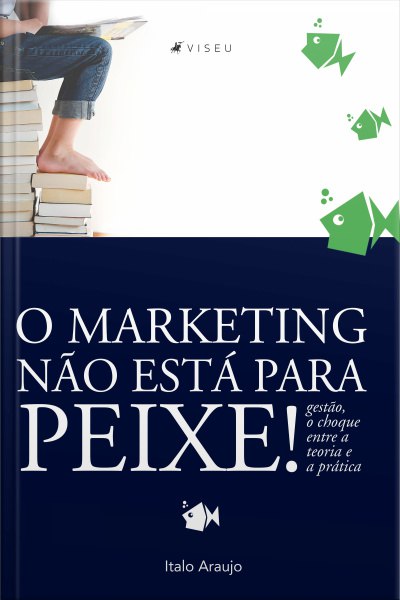 VISEU
O MARKETING
NÃO ESTÁ PARA
PEIXE!
gestão,
o choque
entre a
teoria e
a prática
Italo Araujo